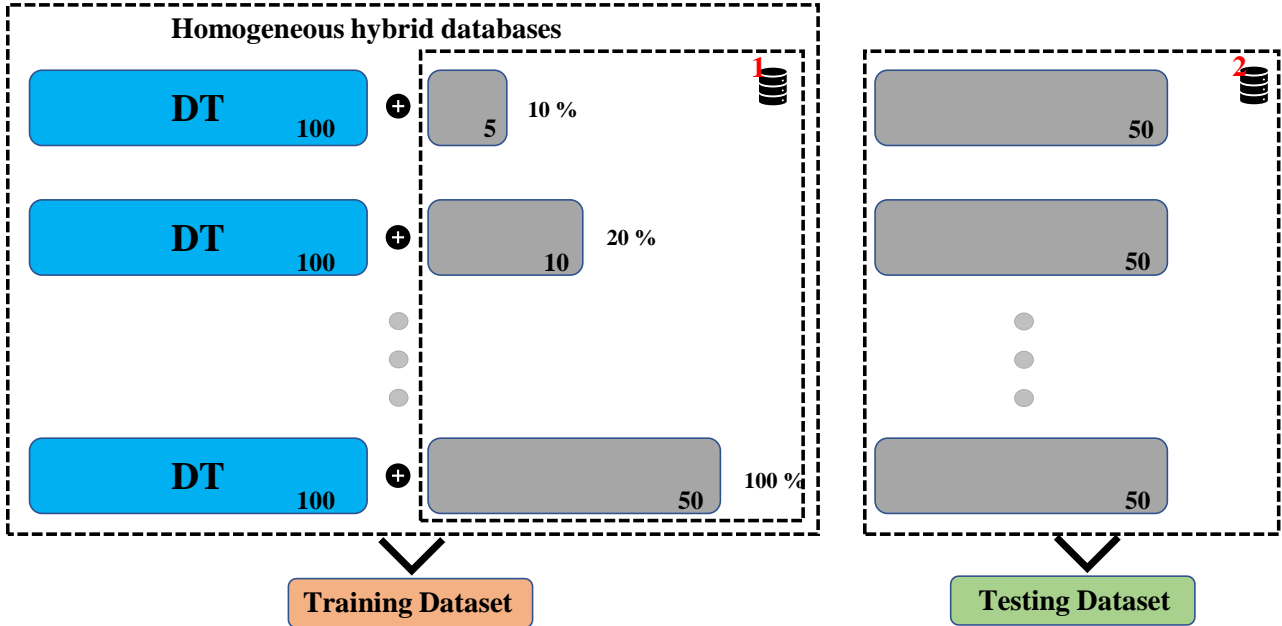 Homogeneous hybrid databases
1
2
DT
100
5
10 %
50
DT
100
10
20 %
50
DT
100
50
100 %
50
Training Dataset
Testing Dataset